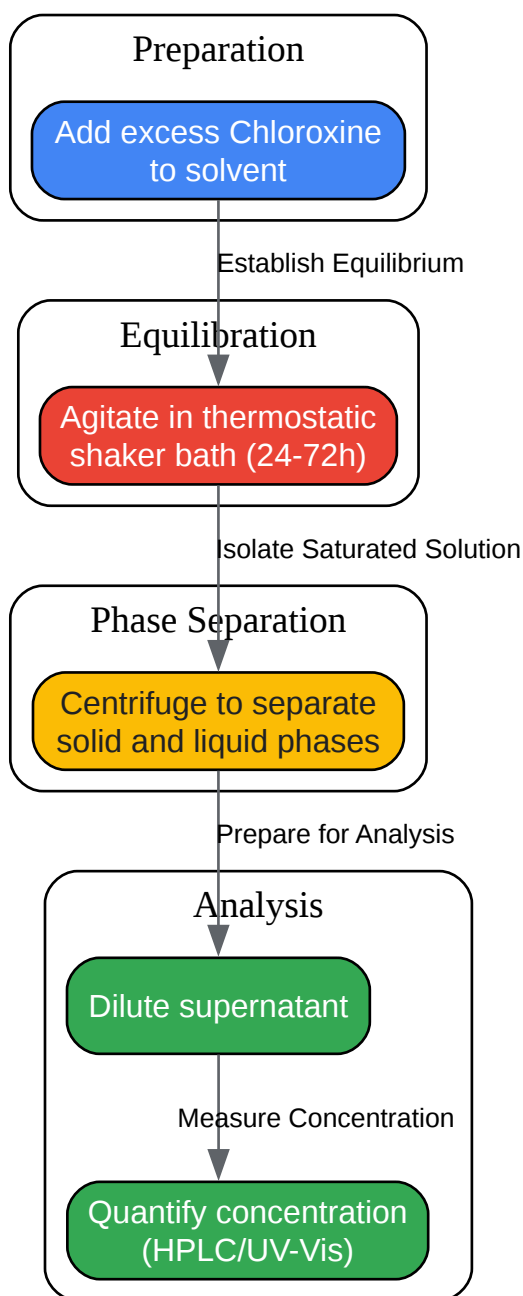 Preparation
Add excess Chloroxine
to solvent
Establish Equilibrium
Equilibration
Agitate in thermostatic
shaker bath (24-72h)
Isolate Saturated Solution
Phase Separation
Centrifuge to separate
solid and liquid phases
Prepare for Analysis
Analysis
Dilute supernatant
Measure Concentration
Quantify concentration
(HPLC/UV-Vis)